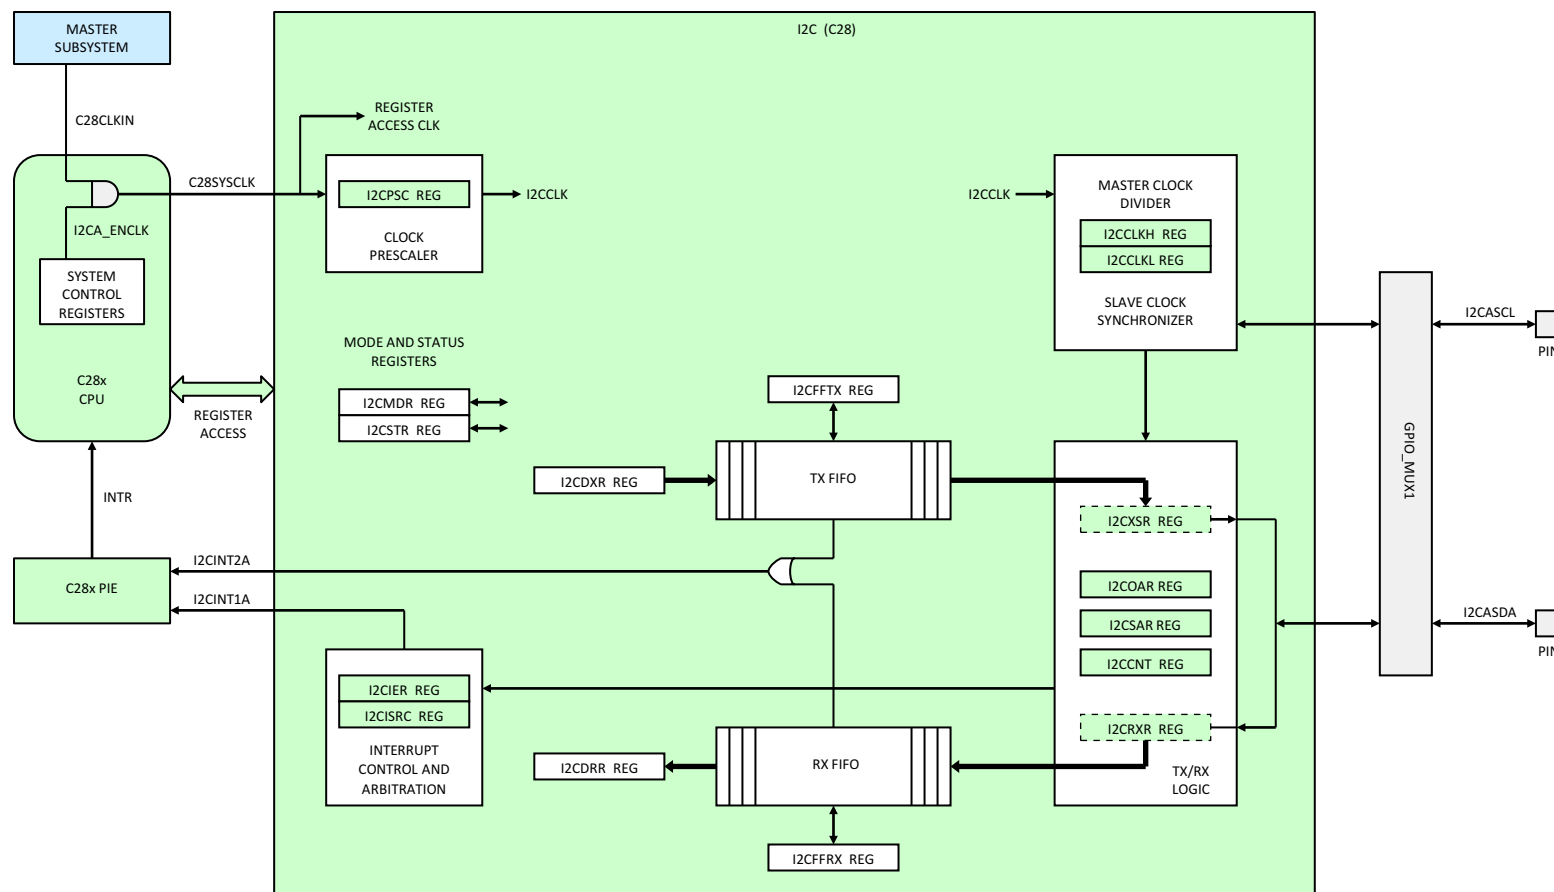 MASTER
SUBSYSTEM
I2C (C28)
C28CLKIN
REGISTER
ACCESS CLK
C28SYSCLK
I2CPSC REG
I2CCLK
CLOCK
PRESCALER
I2CA_ENCLK
SYSTEM
CONTROL
REGISTERS
C28x
CPU
REGISTER
ACCESS
I2CCLK
MASTER CLOCK
DIVIDER
I2CCLKH REG
I2CCLKL REG
SLAVE CLOCK
SYNCHRONIZER
I2CASCL
PIN
MODE AND STATUS
REGISTERS
I2CMDR REG
I2CSTR REG
I2CFFTX REG
I2CDXR REG
TX FIFO
GPIO_MUX1
INTR
I2CXSR REG
I2CINT2A
C28x PIE
I2CINT1A
I2COAR REG
I2CSAR REG
I2CCNT REG
I2CASDA
PIN
I2CIER REG
I2CISRC REG
INTERRUPT
CONTROL AND
ARBITRATION
I2CRXR REG
I2CDRR REG
RX FIFO
TX/RX
LOGIC
I2CFFRX REG